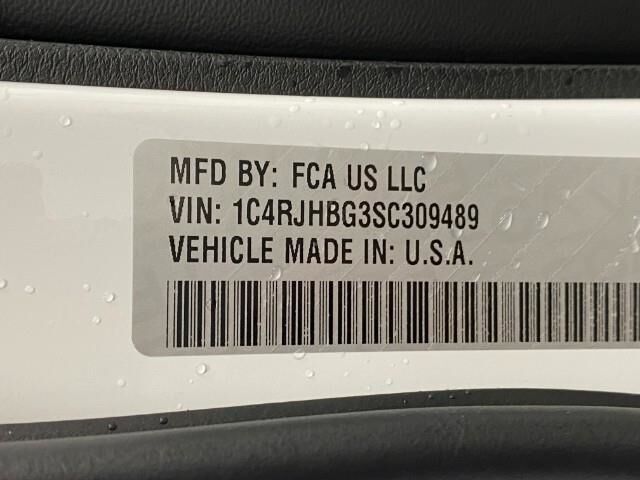 MFD BY: FCA US LLC
VIN: 1C4RJHBG3SC309489
VEHICLE MADE IN: U.S.A.